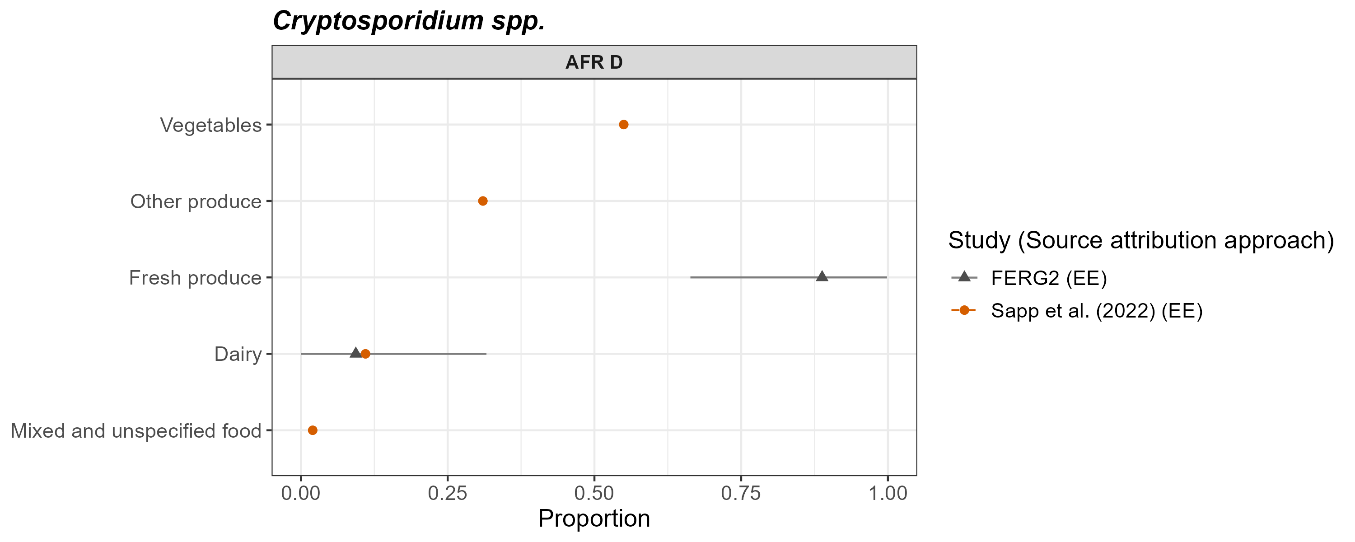 Cryptosporidium spp.
AFR D
Vegetables
Other produce
Fresh produce
Dairy
Mixed and unspecified food
0.00 0.25 0.50 0.75 1.00
Proportion
Study (Source attribution approach)
FERG2 (EE)
Sapp et al. (2022) (EE)